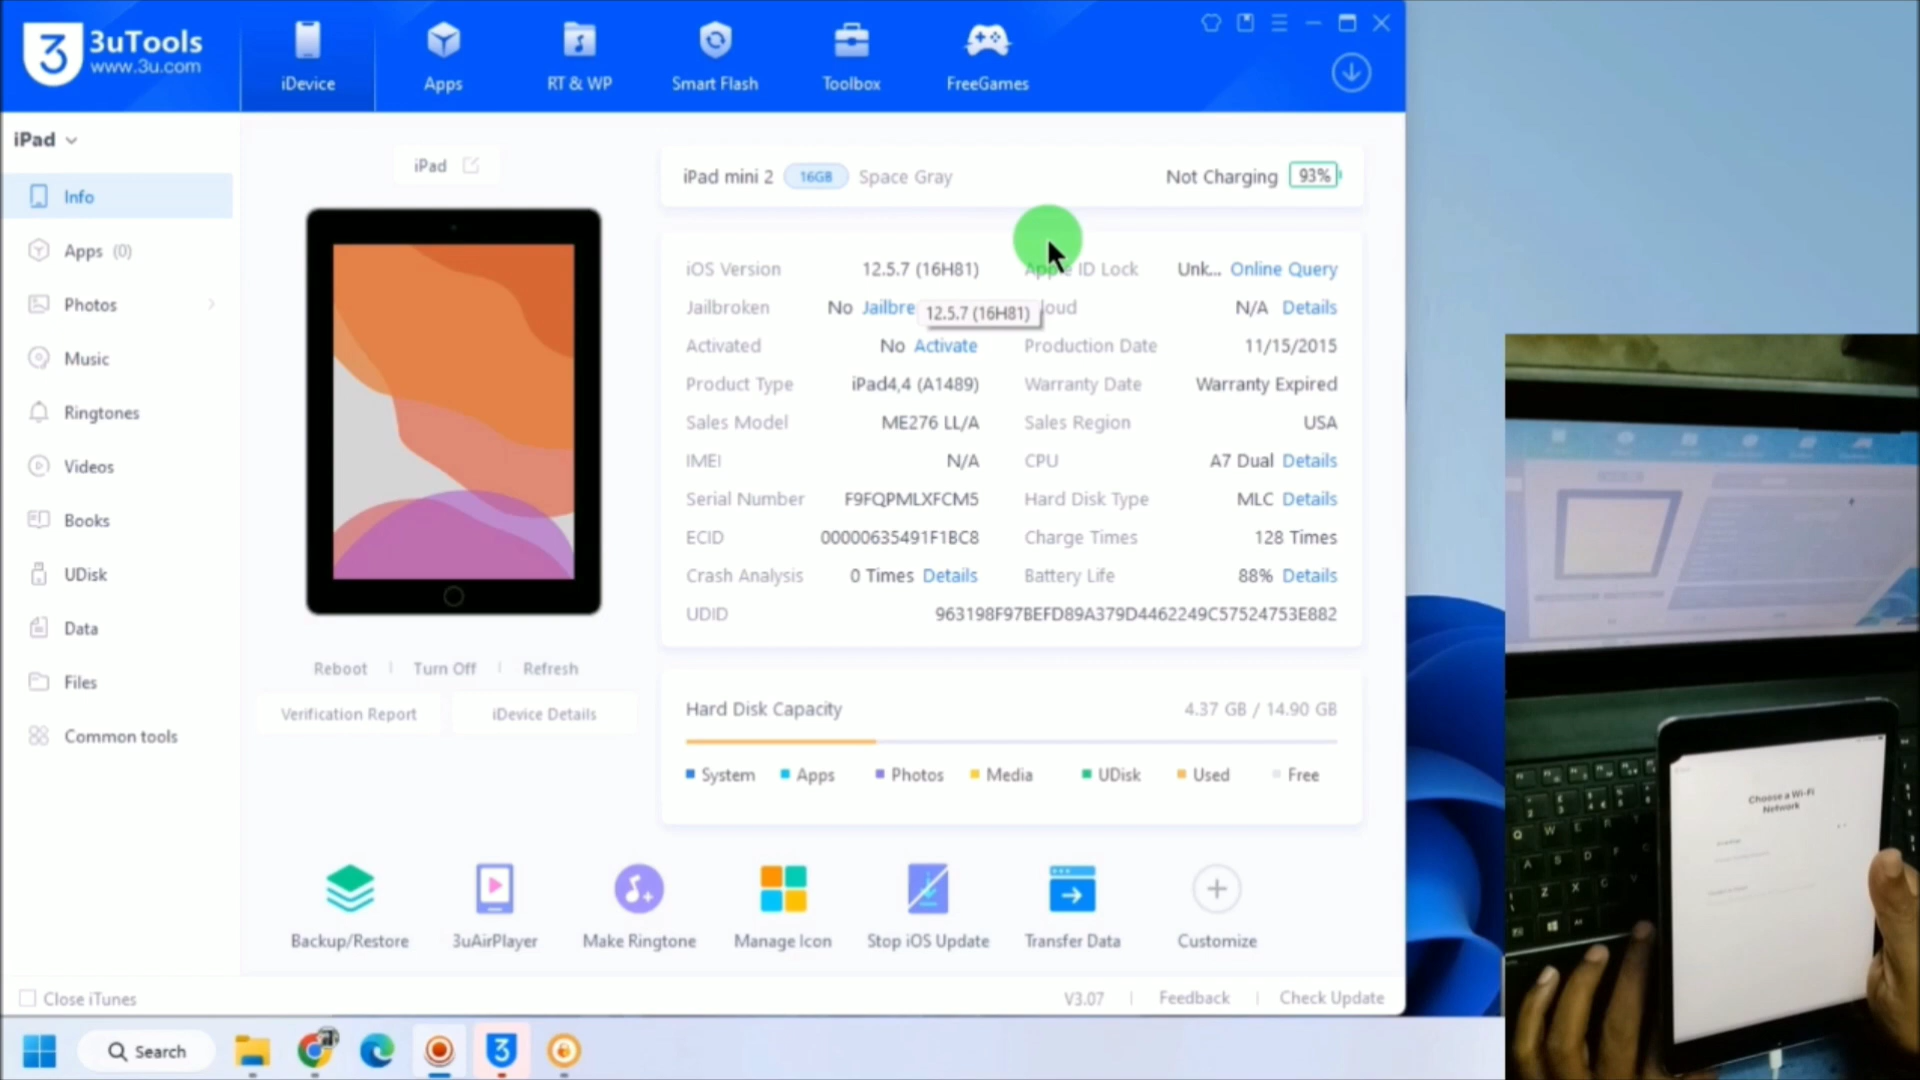 3uTools
www.3u.com
iDevice
Apps
RT & WP
Smart Flash
Toolbox
FreeGames
iPad
Info
Apps (0)
Photos
Music
Ringtones
Videos
Books
UDisk
Data
Files
Common tools
iPad
Reboot | Turn Off | Refresh
Verification Report
iDevice Details
iPad mini 2 16GB Space Gray Not Charging 93%
iOS Version 12.5.7 (16H81) Apple ID Lock Unk... Online Query
Jailbroken No Jailbre 12.5.7 (16H81) loud N/A Details
Activated No Activate Production Date 11/15/2015
Product Type iPad4,4 (A1489) Warranty Date Warranty Expired
Sales Model ME276 LL/A Sales Region USA
IMEI N/A CPU A7 Dual Details
Serial Number F9FQPMLXFCM5 Hard Disk Type MLC Details
ECID 00000635491F1BC8 Charge Times 128 Times
Crash Analysis 0 Times Details Battery Life 88% Details
UDID 963198F97BEFD89A379D4462249C57524753E882
Hard Disk Capacity 4.37 GB / 14.90 GB
System Apps Photos Media UDisk Used Free
Backup/Restore
3uAirPlayer
Make Ringtone
Manage Icon
Stop iOS Update
Transfer Data
Customize
Close iTunes
V3.07 | Feedback | Check Update
Search
Choose a Wi-Fi
Network